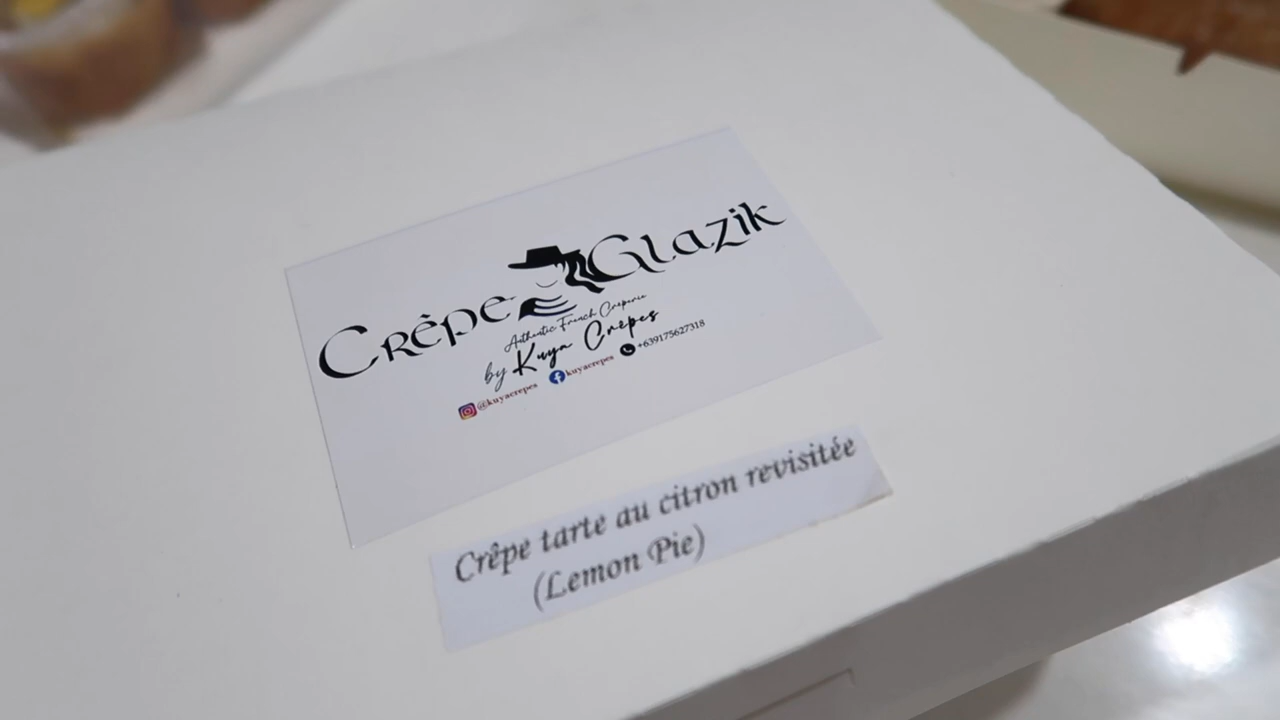 Crêpe Glazik
Authentic French Crêperie
by Kuya Crêpes
@kuyacrepes kuyacrepes +639175627318
Crêpe tarte au citron revisitée
(Lemon Pie)